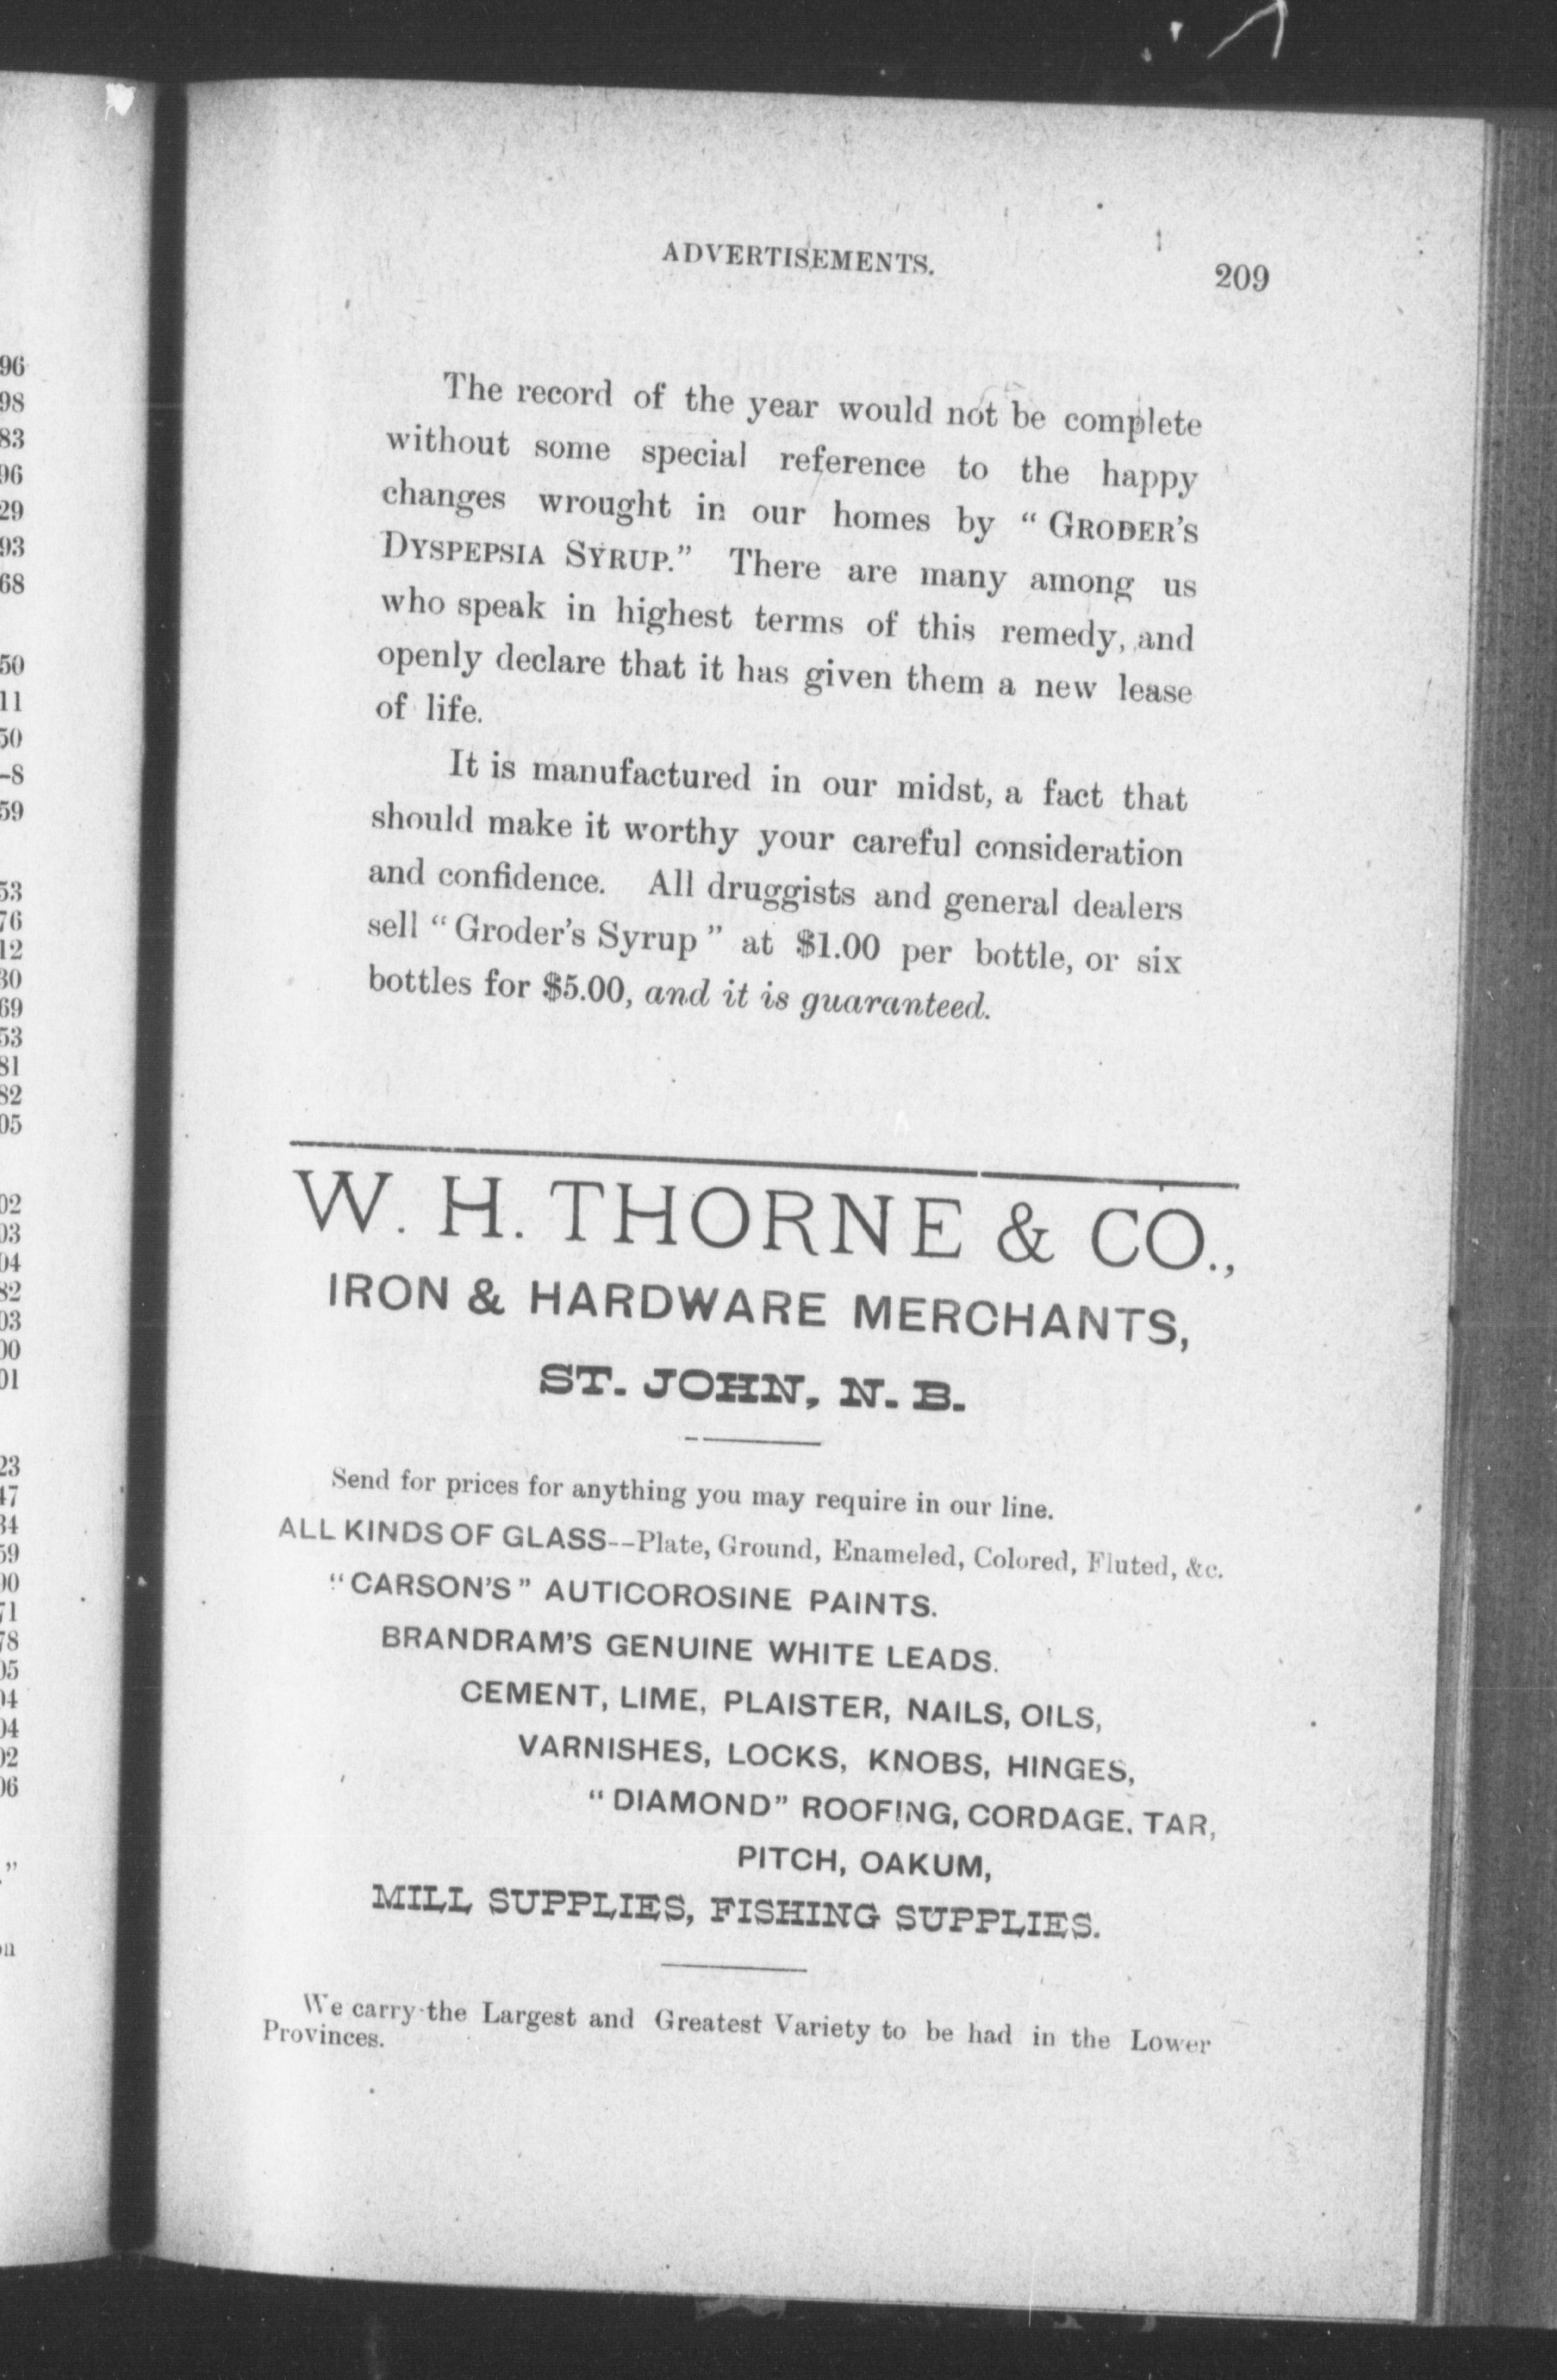 ADVERTISEMENTS.
209
The record of the year would not be complete
without some special reference to the happy
changes wrought in our homes by "GRODER'S
DYSPEPSIA SYRUP." There are many among us
who speak in highest terms of this remedy, and
openly declare that it has given them a new lease
of life.
It is manufactured in our midst, a fact that
should make it worthy your careful consideration
and confidence. All druggists and general dealers
sell "Groder's Syrup" at $1.00 per bottle, or six
bottles for $5.00, and it is guaranteed.
W. H. THORNE & CO.,
IRON & HARDWARE MERCHANTS,
ST. JOHN, N. B.
Send for prices for anything you may require in our line.
ALL KINDS OF GLASS--Plate, Ground, Enameled, Colored, Fluted, &c.
"CARSON'S" AUTICOROSINE PAINTS.
BRANDRAM'S GENUINE WHITE LEADS.
CEMENT, LIME, PLAISTER, NAILS, OILS,
VARNISHES, LOCKS, KNOBS, HINGES,
"DIAMOND" ROOFING, CORDAGE, TAR,
PITCH, OAKUM,
MILL SUPPLIES, FISHING SUPPLIES.
We carry the Largest and Greatest Variety to be had in the Lower
Provinces.